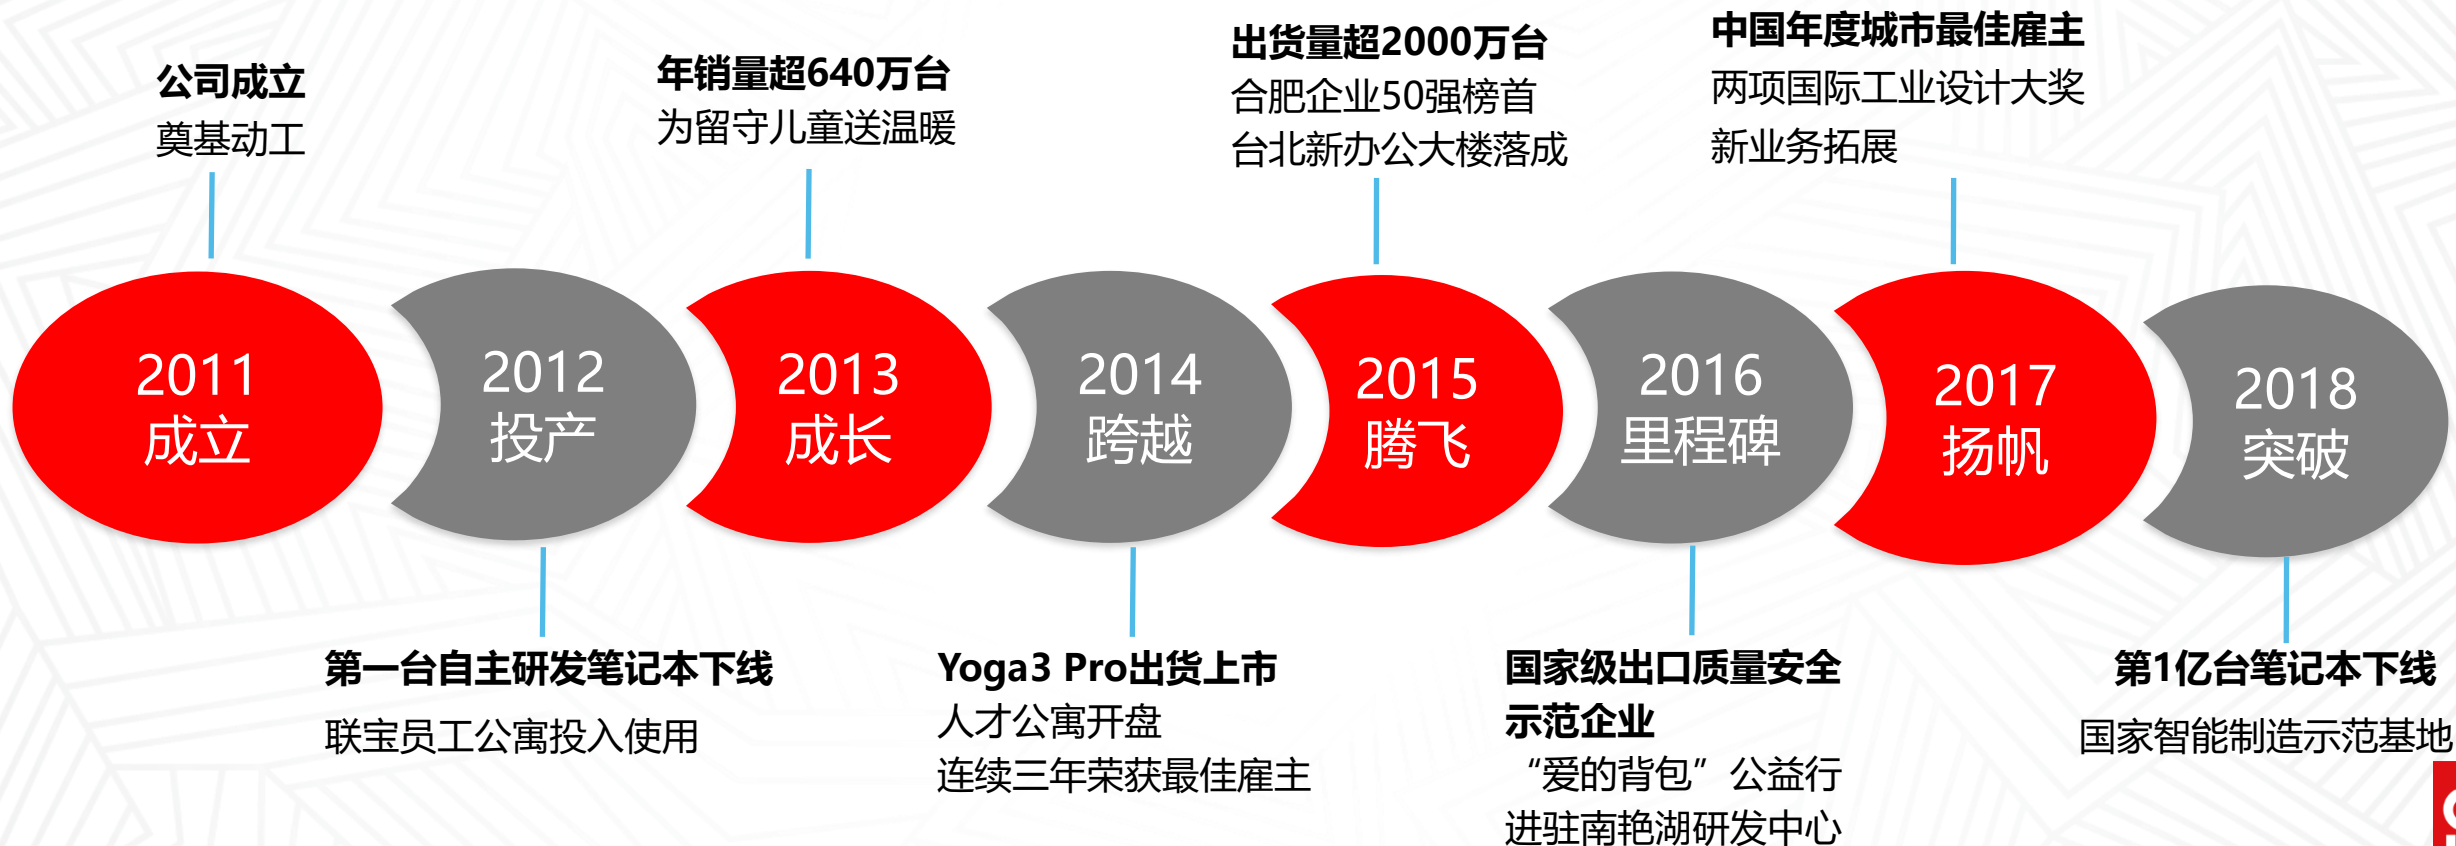 公司成立
奠基动工
年销量超640万台
为留守儿童送温暖
出货量超2000万台
合肥企业50强榜首
台北新办公大楼落成
中国年度城市最佳雇主
两项国际工业设计大奖
新业务拓展
2011
成立
2012
投产
2013
成长
2014
跨越
2015
腾飞
2016
里程碑
2017
扬帆
2018
突破
第一台自主研发笔记本下线
联宝员工公寓投入使用
Yoga3 Pro出货上市
人才公寓开盘
连续三年荣获最佳雇主
国家级出口质量安全
示范企业
“爱的背包”公益行
进驻南艳湖研发中心
第1亿台笔记本下线
国家智能制造示范基地